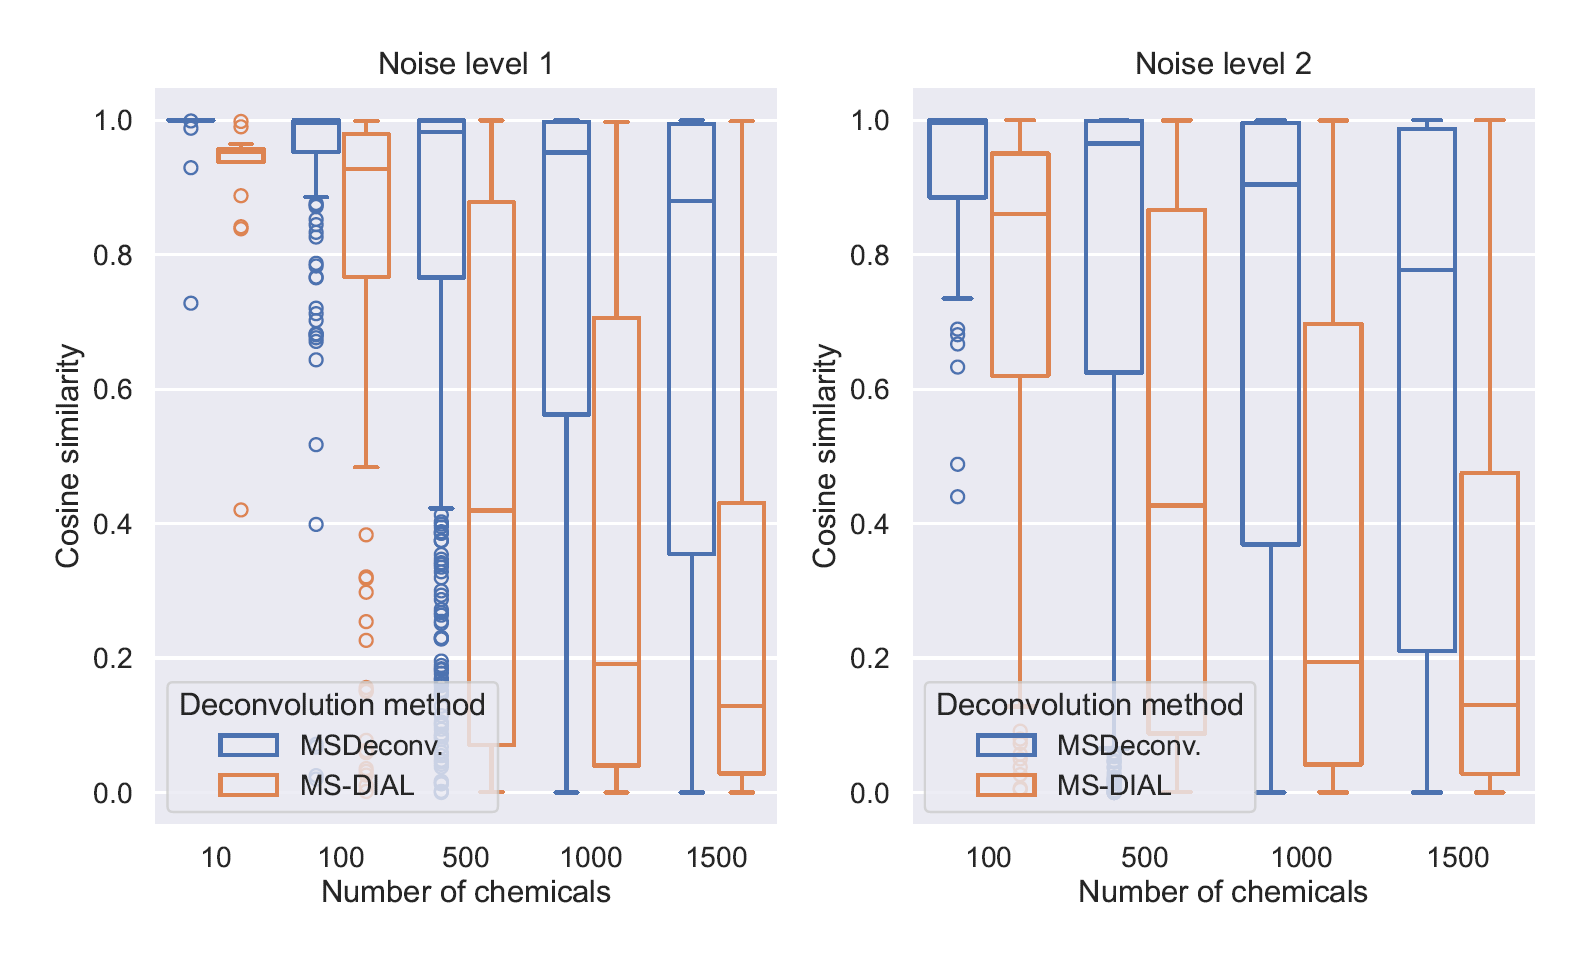 Noise level 1
Cosine similarity
1.0
0.8
0.6
0.4
0.2
0.0
Deconvolution method
MSDeconv.
MS-DIAL
10 100 500 1000 1500
Number of chemicals
Noise level 2
Cosine similarity
1.0
0.8
0.6
0.4
0.2
0.0
Deconvolution method
MSDeconv.
MS-DIAL
100 500 1000 1500
Number of chemicals